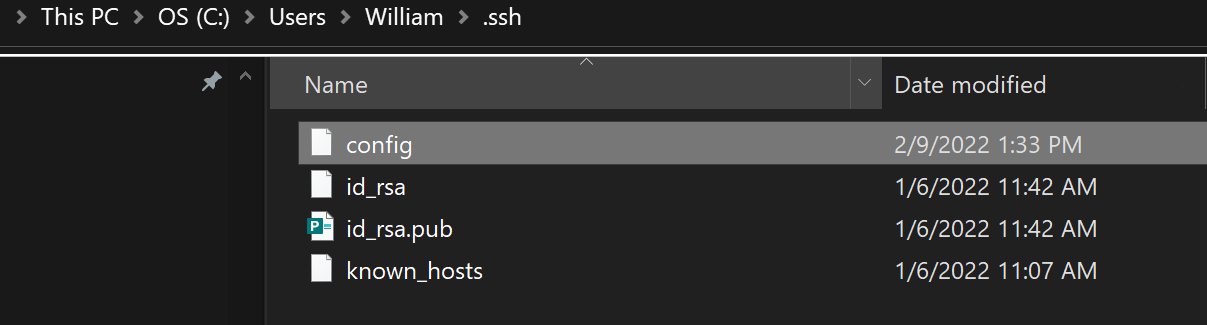 This PC > OS (C:) > Users > William > .ssh
Name Date modified
config 2/9/2022 1:33 PM
id_rsa 1/6/2022 11:42 AM
id_rsa.pub 1/6/2022 11:42 AM
known_hosts 1/6/2022 11:07 AM